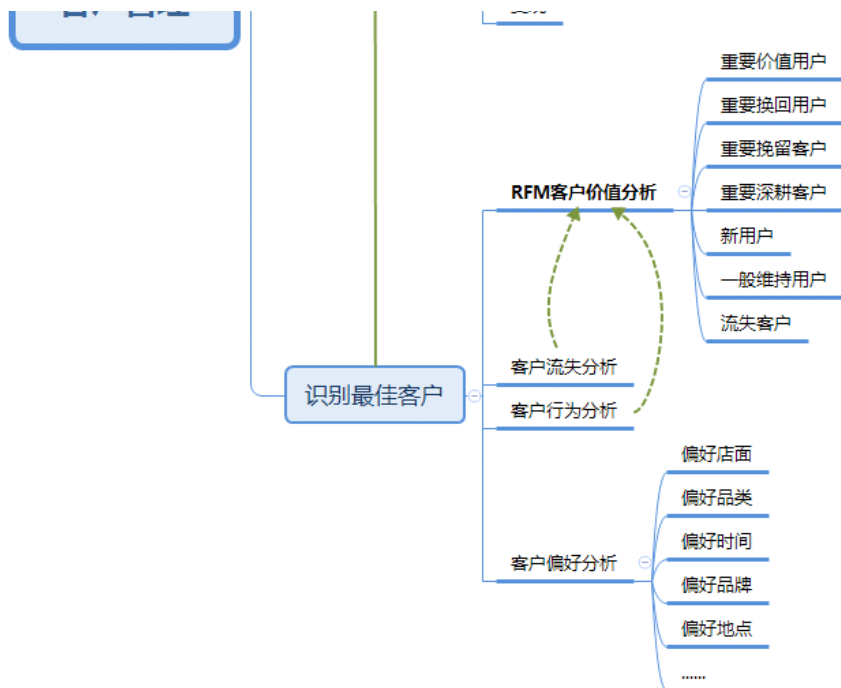 重要价值用户
重要换回用户
重要挽留客户
RFM客户价值分析
重要深耕客户
新用户
一般维持用户
流失客户
客户流失分析
识别最佳客户
客户行为分析
偏好店面
偏好品类
偏好时间
客户偏好分析
偏好品牌
偏好地点
......